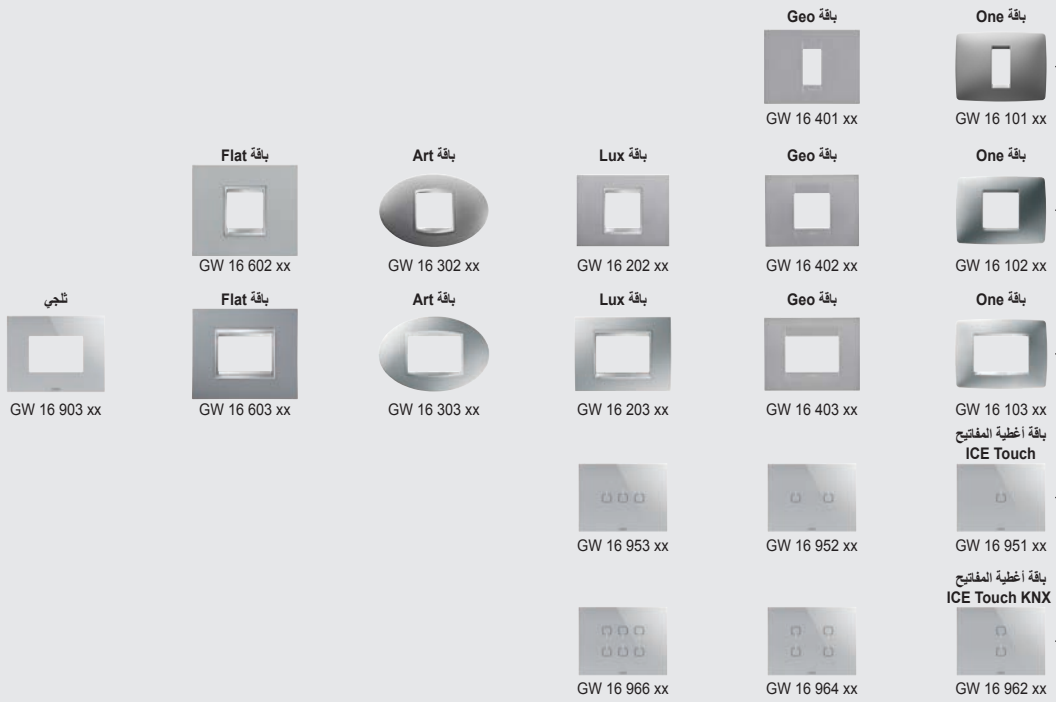 باقة One
باقة Geo
GW 16 101 xx
GW 16 401 xx
باقة One
باقة Geo
باقة Lux
باقة Art
باقة Flat
GW 16 102 xx
GW 16 402 xx
GW 16 202 xx
GW 16 302 xx
GW 16 602 xx
باقة One
باقة Geo
باقة Lux
باقة Art
باقة Flat
ثلجي
GW 16 103 xx
GW 16 403 xx
GW 16 203 xx
GW 16 303 xx
GW 16 603 xx
GW 16 903 xx
باقة أغطية المفاتيح
ICE Touch
GW 16 951 xx
GW 16 952 xx
GW 16 953 xx
باقة أغطية المفاتيح
ICE Touch KNX
GW 16 962 xx
GW 16 964 xx
GW 16 966 xx